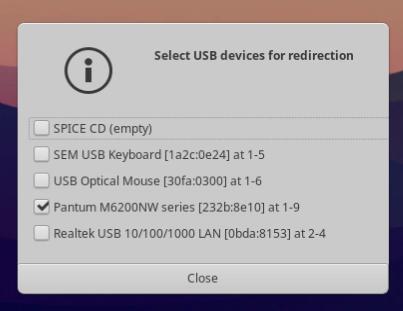 Select USB devices for redirection
SPICE CD (empty)
SEM USB Keyboard [1a2c:0e24] at 1-5
USB Optical Mouse [30fa:0300] at 1-6
Pantum M6200NW series [232b:8e10] at 1-9
Realtek USB 10/100/1000 LAN [0bda:8153] at 2-4
Close